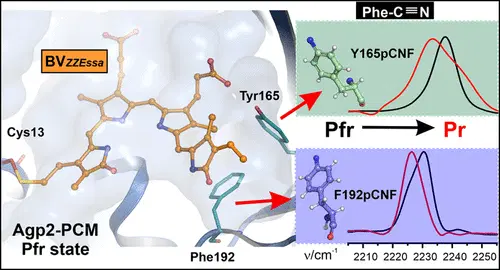 BVZZEssa
Cys13
Tyr165
Agp2-PCM
Pfr state
Phe192
Phe-C≡N
Y165pCNF
Pfr → Pr
F192pCNF
ν/cm⁻¹ 2210 2220 2230 2240 2250